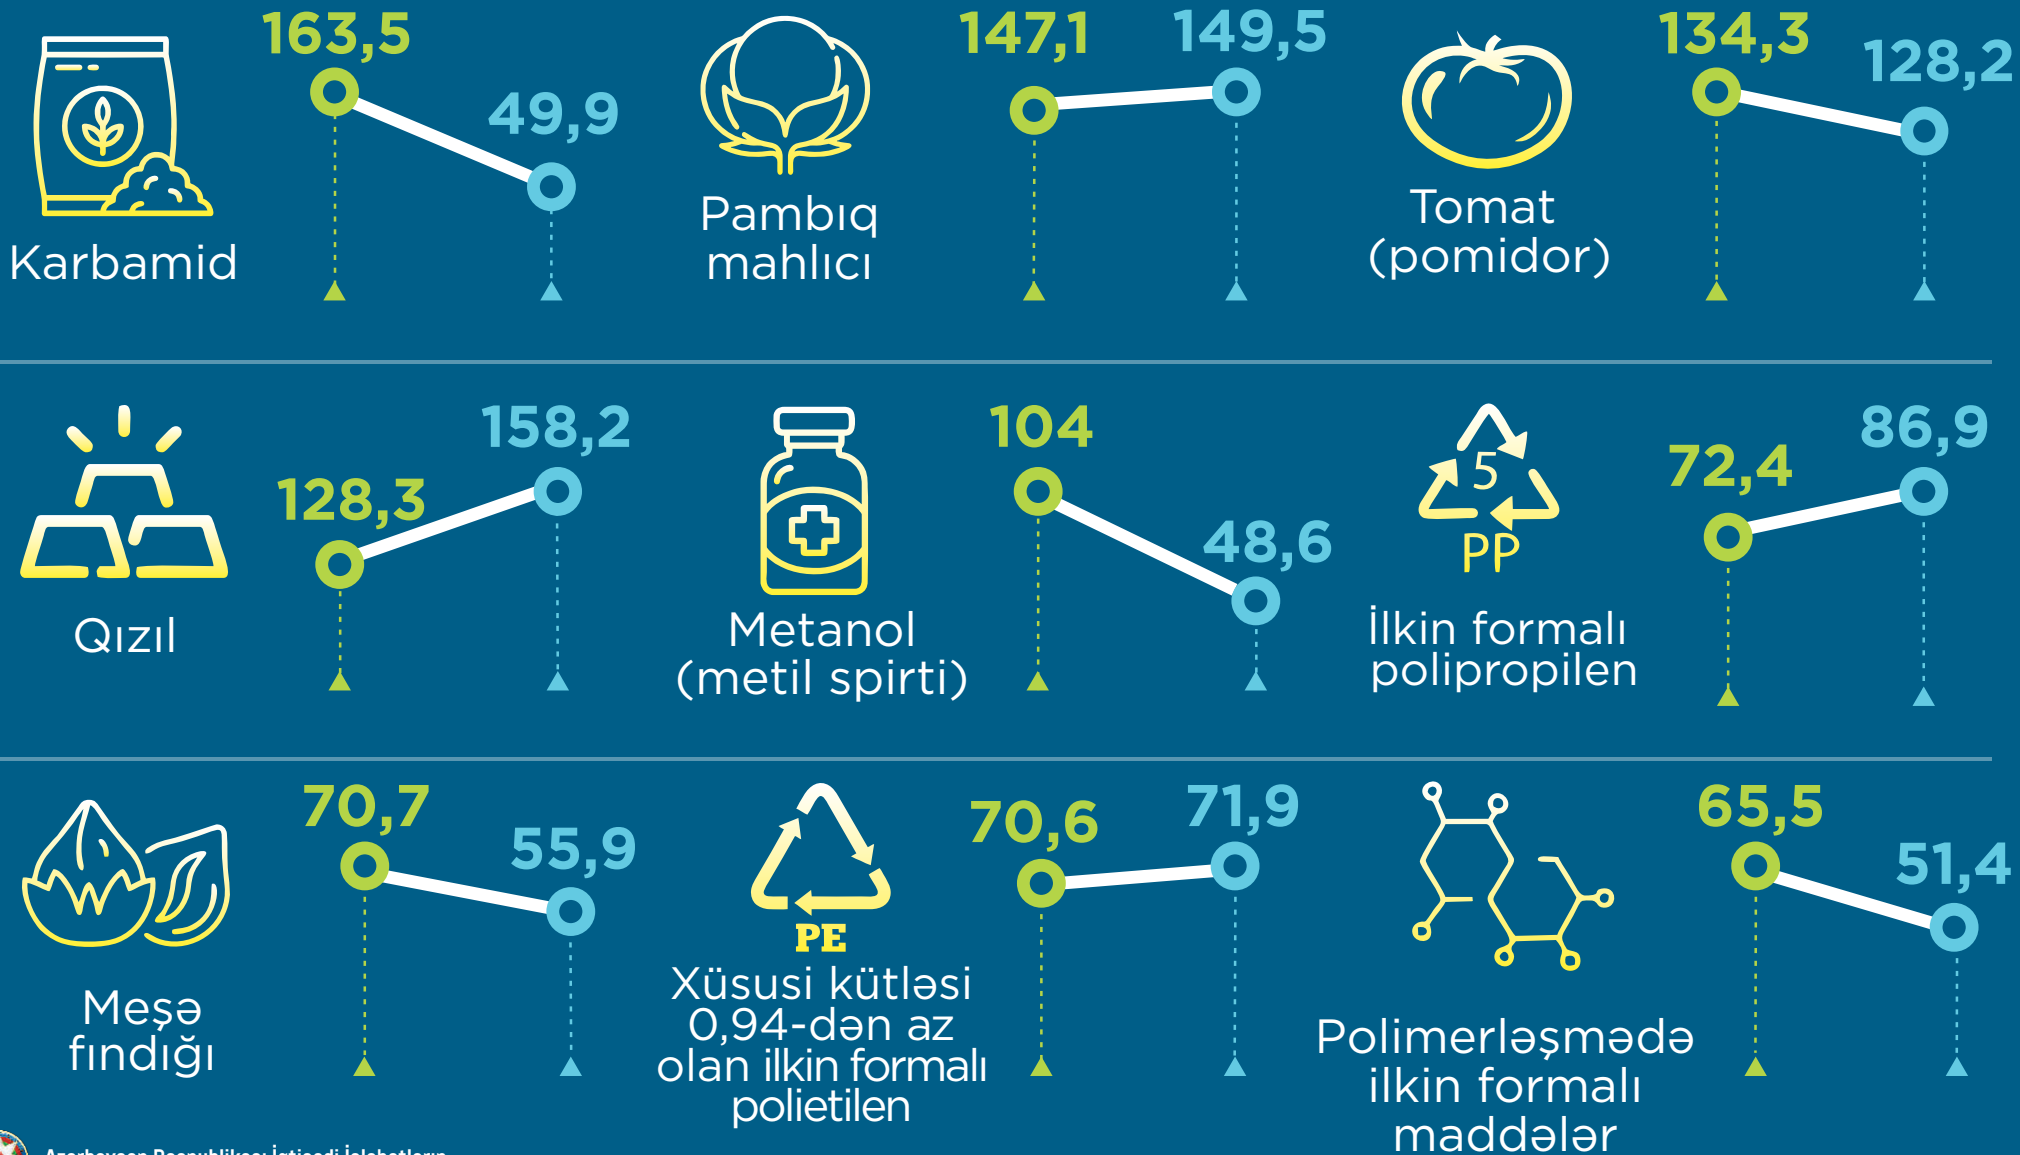 163,5
49,9
Karbamid
147,1
149,5
Pambıq
mahlıcı
134,3
128,2
Tomat
(pomidor)
128,3
158,2
Qızıl
104
48,6
Metanol
(metil spirti)
5
PP
72,4
86,9
İlkin formalı
polipropilen
70,7
55,9
Meşə
fındığı
PE
70,6
71,9
Xüsusi kütləsi
0,94-dən az
olan ilkin formalı
polietilen
65,5
51,4
Polimerləşmədə
ilkin formalı
maddələr